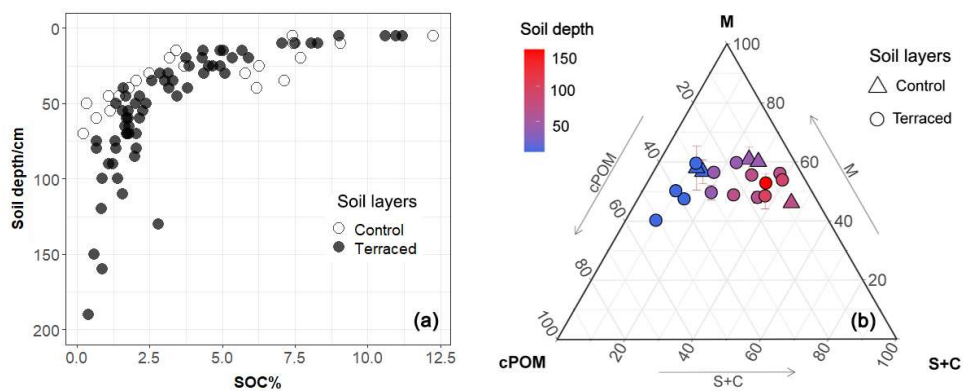 0
50
100
150
200
Soil depth/cm
0.0 2.5 5.0 7.5 10.0 12.5
SOC%
Soil layers
Control
Terraced
(a)
Soil depth
150
100
50
M
100
80
60
40
20
M
20
40
60
80
100
cPOM
Soil layers
Control
Terraced
(b)
20 40 60 80 100
cPOM
S+C
S+C